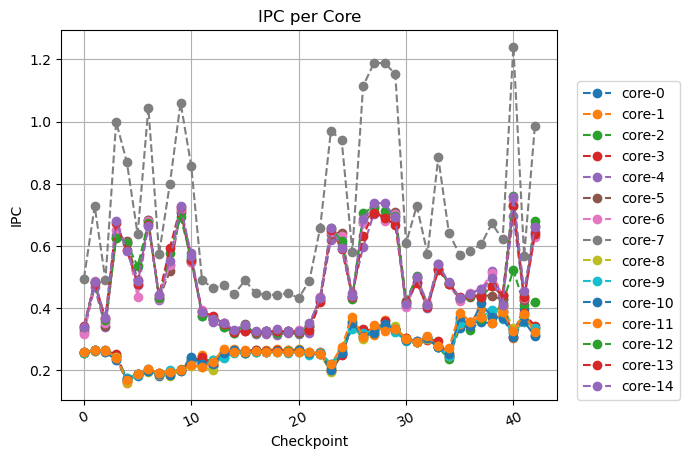 IPC per Core
IPC
1.2
1.0
0.8
0.6
0.4
0.2
0
10
20
30
40
Checkpoint
core-0
core-1
core-2
core-3
core-4
core-5
core-6
core-7
core-8
core-9
core-10
core-11
core-12
core-13
core-14